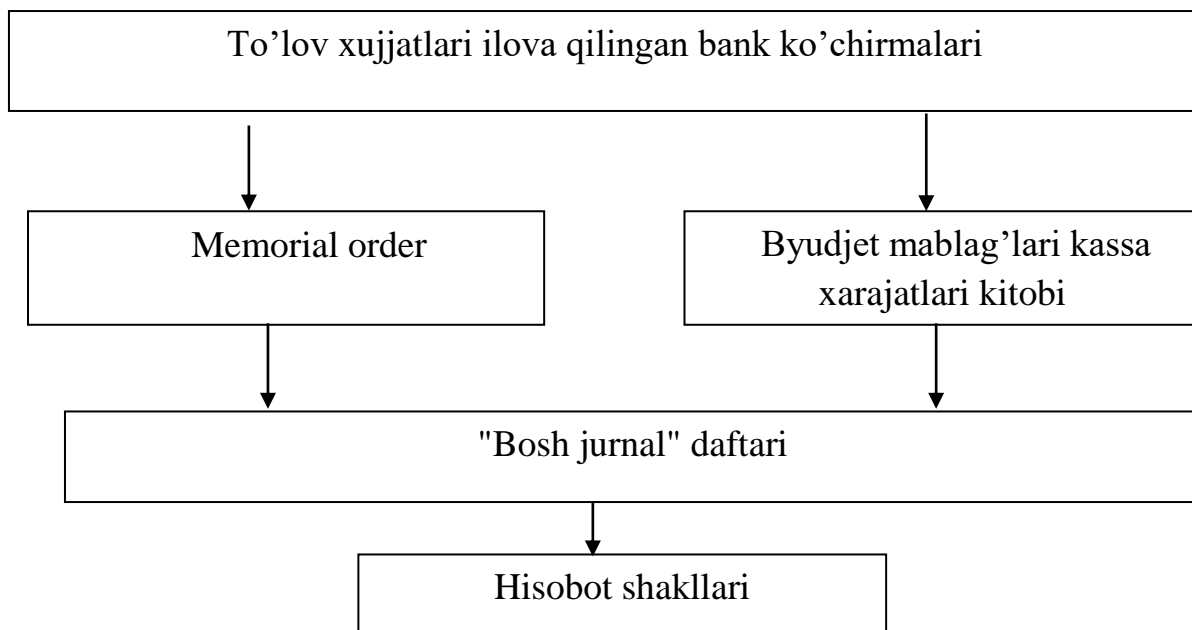 To’lov xujjatlari ilova qilingan bank ko’chirmalari
Memorial order
Byudjet mablag’lari kassa
xarajatlari kitobi
"Bosh jurnal" daftari
Hisobot shakllari